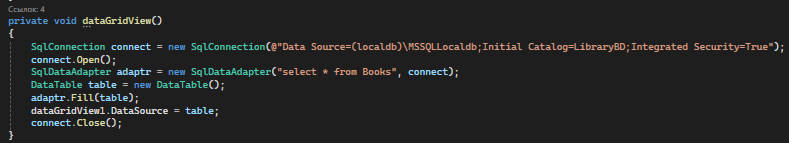 Ссылок: 4
private void dataGridView()
{
SqlConnection connect = new SqlConnection(@"Data Source=(localdb)\MSSQLLocaldb;Initial Catalog=LibraryBD;Integrated Security=True");
connect.Open();
SqlDataAdapter adaptr = new SqlDataAdapter("select * from Books", connect);
DataTable table = new DataTable();
adaptr.Fill(table);
dataGridView1.DataSource = table;
connect.Close();
}